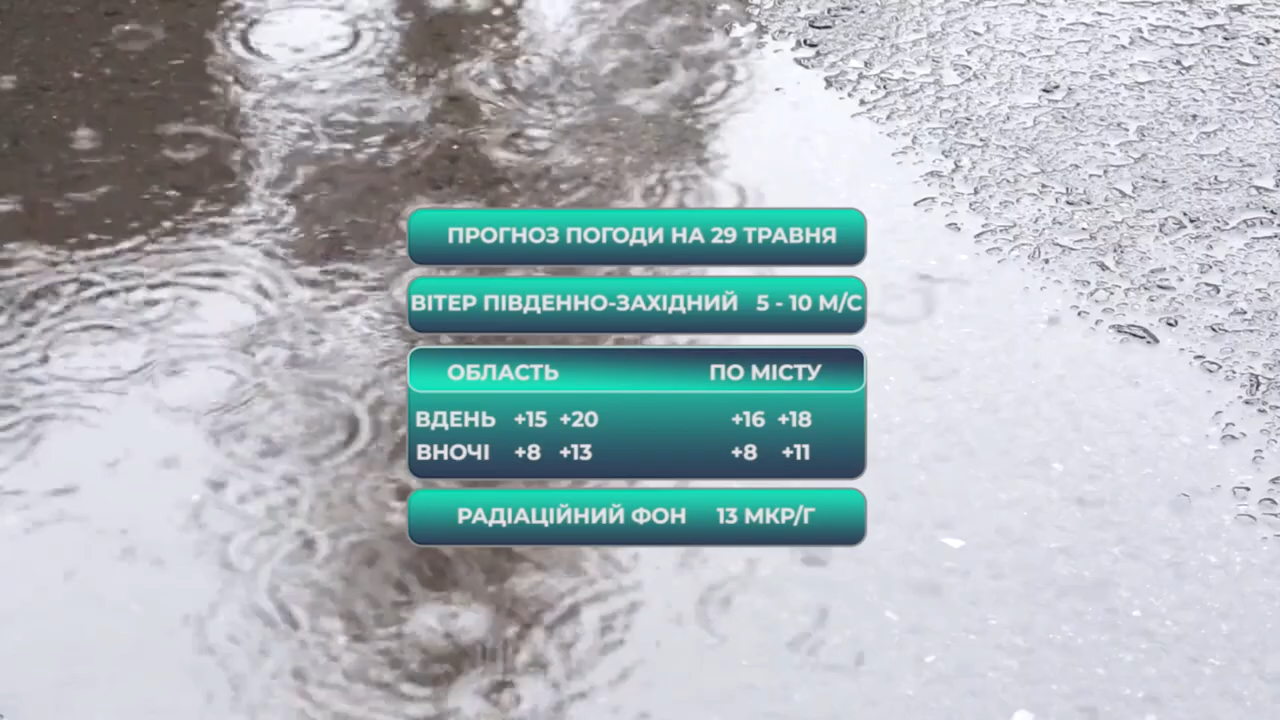 ПРОГНОЗ ПОГОДИ НА 29 ТРАВНЯ
ВІТЕР ПІВДЕННО-ЗАХІДНИЙ 5 - 10 М/С
ОБЛАСТЬ ПО МІСТУ
ВДЕНЬ +15 +20 +16 +18
ВНОЧІ +8 +13 +8 +11
РАДІАЦІЙНИЙ ФОН 13 МКР/Г